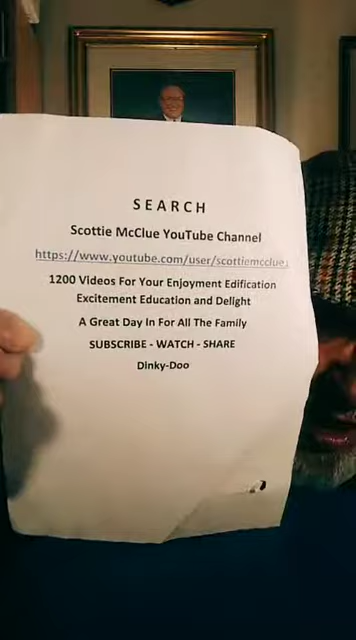 SEARCH
Scottie McClue YouTube Channel
https://www.youtube.com/user/scottiemcclue
1200 Videos For Your Enjoyment Edification
Excitement Education and Delight
A Great Day In For All The Family
SUBSCRIBE - WATCH - SHARE
Dinky-Doo